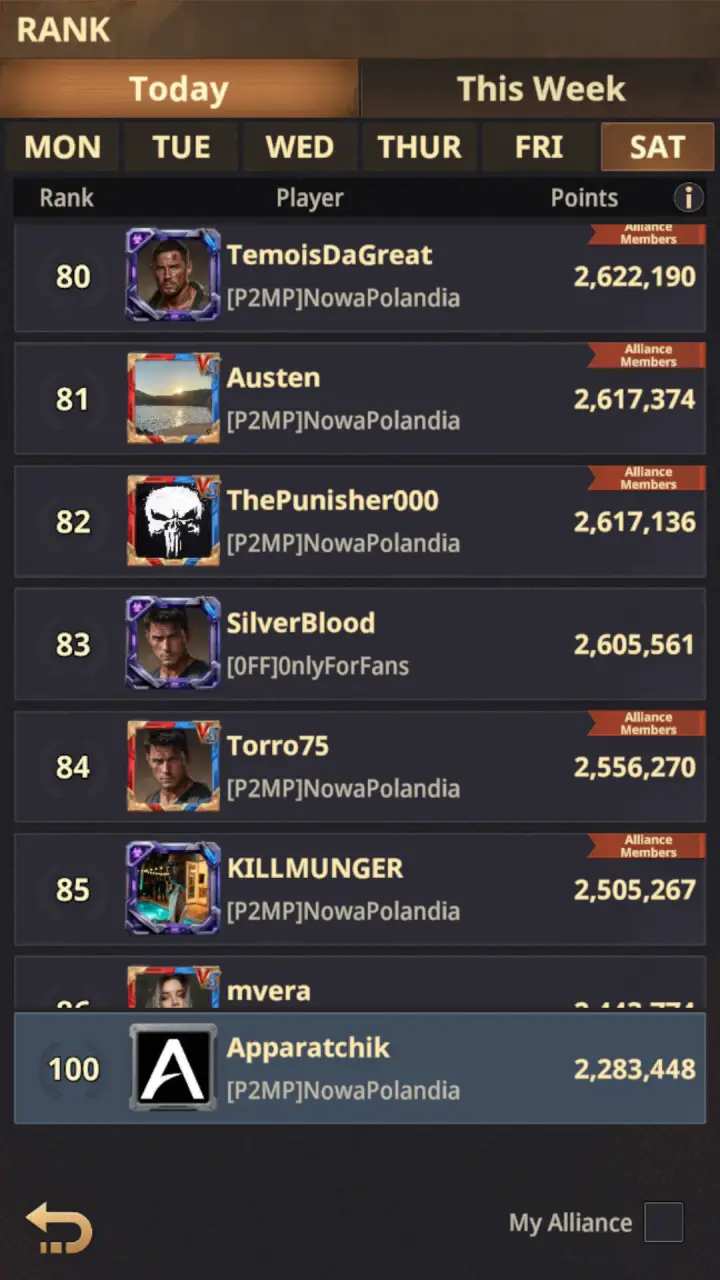 RANK
Today
This Week
MON
TUE
WED
THUR
FRI
SAT
Rank
Player
Points
i
Alliance
Members
80
TemoisDaGreat
[P2MP]NowaPolandia
2,622,190
Alliance
Members
81
Austen
[P2MP]NowaPolandia
2,617,374
Alliance
Members
82
ThePunisher000
[P2MP]NowaPolandia
2,617,136
83
SilverBlood
[0FF]0nlyForFans
2,605,561
Alliance
Members
84
Torro75
[P2MP]NowaPolandia
2,556,270
Alliance
Members
85
KILLMUNGER
[P2MP]NowaPolandia
2,505,267
mvera
100
Apparatchik
[P2MP]NowaPolandia
2,283,448
My Alliance